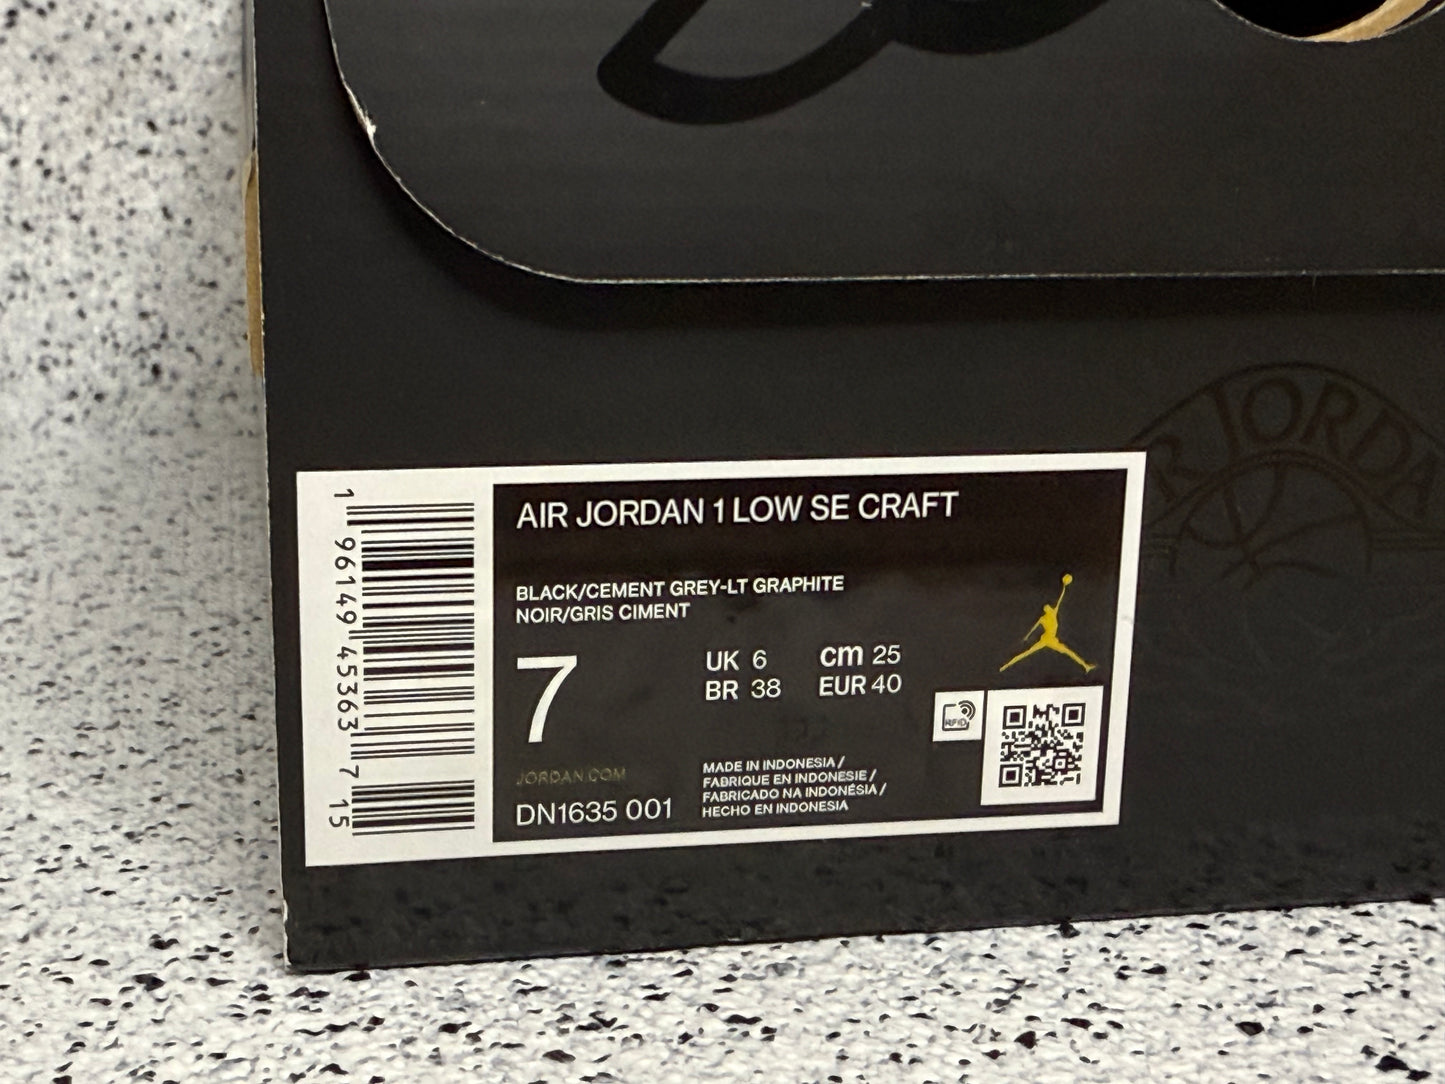 AIR JORDAN
AIR JORDAN 1 LOW SE CRAFT
BLACK/CEMENT GREY-LT GRAPHITE
NOIR/GRIS CIMENT
7
UK 6
cm 25
BR 38
EUR 40
RFID
JORDAN.COM
DN1635 001
MADE IN INDONESIA /
FABRIQUE EN INDONESIE /
FABRICADO NA INDONÉSIA /
HECHO EN INDONESIA
1 96149 45363 7 15